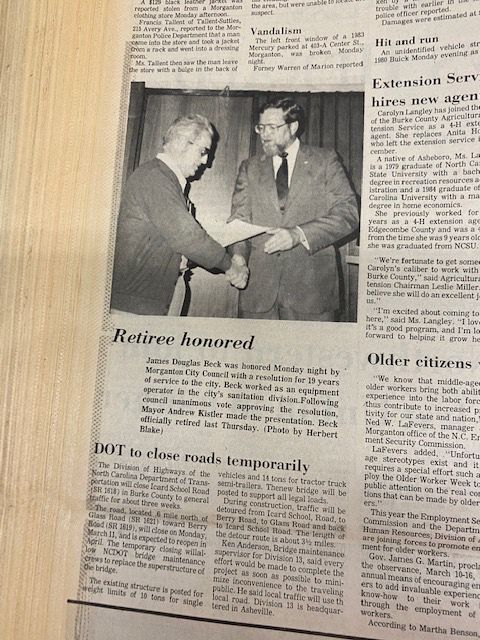 A $129 black leather jacket was
reported stolen from a Morganton
clothing store Monday afternoon.
Francis Tallent of Tallent-Suttles,
215 Avery Ave., reported to the Mor-
ganton Police Department that a man
came into the store and took a jacket
from a rack and went into a dressing
room.
Ms. Tallent then saw the man leave
the store with a bulge in the back of
the area, but were unable to loca
suspect.
Vandalism
The left front window of a 1983
Mercury parked at 403-A Center St.,
Morganton, was broken Monday
night.
Forney Warren of Marion reported
Retiree honored
James Douglas Beck was honored Monday night by
Morganton City Council with a resolution for 19 years
of service to the city. Beck worked as an equipment
operator in the city's sanitation division.Following
council unanimous vote approving the resolution,
Mayor Andrew Kistler made the presentation. Beck
officially retired last Thursday. (Photo by Herbert
Blake)
DOT to close roads temporarily
The Division of Highways of the
North Carolina Department of Trans-
portation will close Card School Road
(SR 1618) in Burke County to general
traffic for about three weeks.
The road, located .6 mile north of
Glass Road (SR 1621) toward Berry
Road (SR 1619), will close on Monday,
March 11, and is expected to reopen in
April. The temporary closing will al-
low NCDOT bridge maintenance
crews to replace the superstructure of
the bridge.
The existing structure is posted for
weight limits of 10 tons for single
vehicles and 14 tons for tractor truck
semi-trailers. Thenew bridge will be
posted to support all legal loads.
During construction, traffic will be
detoured from Gard School, Road, to
Berry Road, to Glass Road and back
to Icard School Road. The length of
the detour route is about 3½ miles.
Ken Anderson, Bridge maintenance
supervisor for Division 13, said every
effort would be made to complete the
project as soon as possible to mini-
mize inconvenience to the traveling
public. He said local traffic will use th
local road. Division 13 is headquar-
tered in Asheville.
trouble with earlier in the
police officer reported.
Damages were estimated at
Hit and run
An unidentified vehicle str
1980 Buick Monday evening as
Extension Serv
hires new agen
Carolyn Langley has joined the
of the Burke County Agricultura
tension Service as a 4-H exte
agent. She replaces Anita Ho
who left the extension service i
cember.
A native of Asheboro, Ms. La
is a 1979 graduate of North Ca
State University with a bach
degree in recreation resources a
istration and a 1984 graduate of
Carolina University with a ma
degree in home economics.
She previously worked for
years as a 4-H extension age
Edgecombe County and was a 4
from the time she was 9 years old
she was graduated from NCSU.
"We're fortunate to get some
Carolyn's caliber to work with
Burke County," said Agricultura
tension Chairman Leslie Miller.
believe she will do an excellent j
us."
"I'm excited about coming to
here," said Ms. Langley. "I love
it's a good program, and I'm lo
forward to helping it grow he
Older citizens
"We know that middle-aged
older workers bring both abili
experience into the labor forc
thus contribute to increased p
tivity for our state and nation,"
Ned W. LaFevers, manager
Morganton office of the N.C. Em
ment Security Commission.
LaFevers added, "Unfortu
age stereotypes exist and it
requires a special effort such a
ploy the Older Worker Week to
public attention on the real con
tions that can be made by older
ers."
This year the Employment Se
Commission and the Departm
Human Resources, Division of A
are joining forces to promote en
ment for older workers.
Gov. James G. Martin, procla
the observance, March 10-16,
annual means of encouraging en
ers to add invaluable experience
know-how to their work
through the employment of
workers.
According to Martha Benson